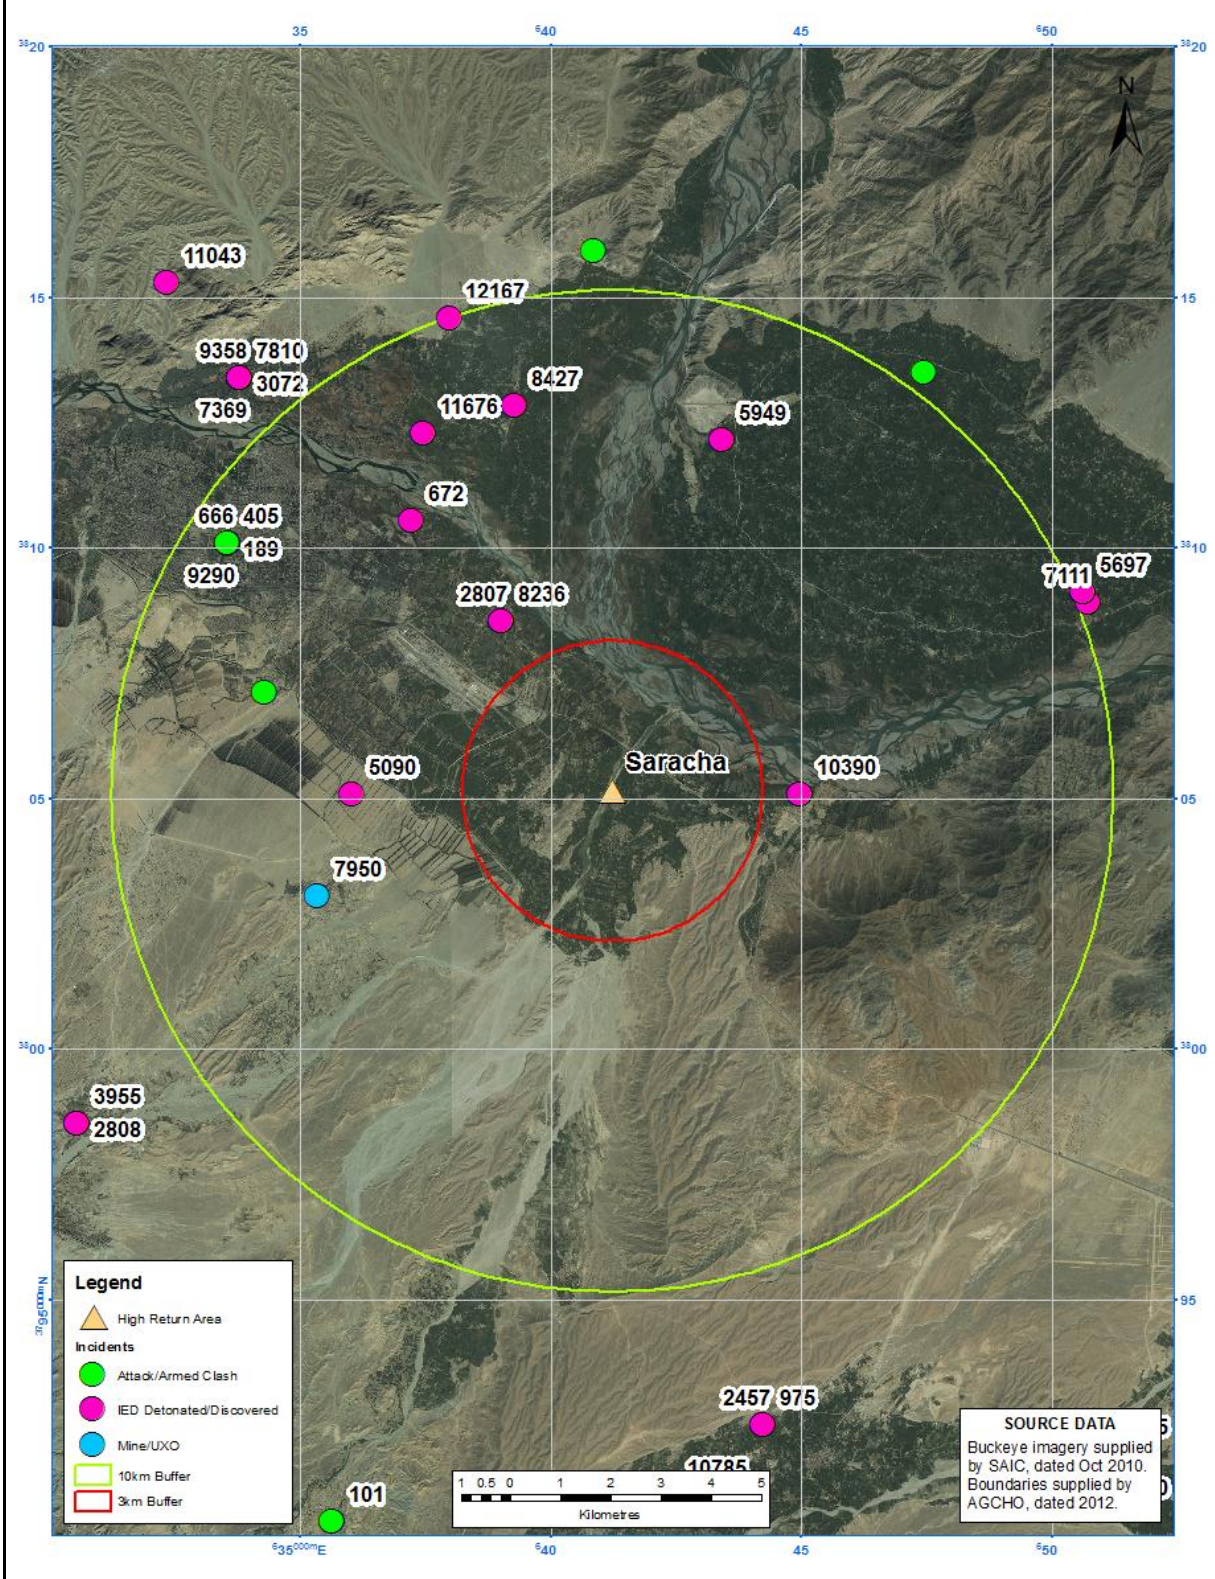 35 ⁶40 45 ⁶50
³⁸20 ³⁸20
N
11043
15 15
12167
9358 7810
3072
7369
8427
11676
5949
672
666 405
189
9290
³⁸10 ³⁸10
7111 5697
2807 8236
Saracha
5090
10390
05 05
7950
³⁸00 ³⁸00
3955
2808
³⁷95⁰⁰⁰ᵐN 95
Legend
High Return Area
Incidents
Attack/Armed Clash
IED Detonated/Discovered
Mine/UXO
10km Buffer
3km Buffer
2457 975
10785
101
1 0.5 0 1 2 3 4 5
Kilometres
SOURCE DATA
Buckeye imagery supplied
by SAIC, dated Oct 2010.
Boundaries supplied by
AGCHO, dated 2012.
⁶35⁰⁰⁰ᵐE ⁶40 45 ⁶50